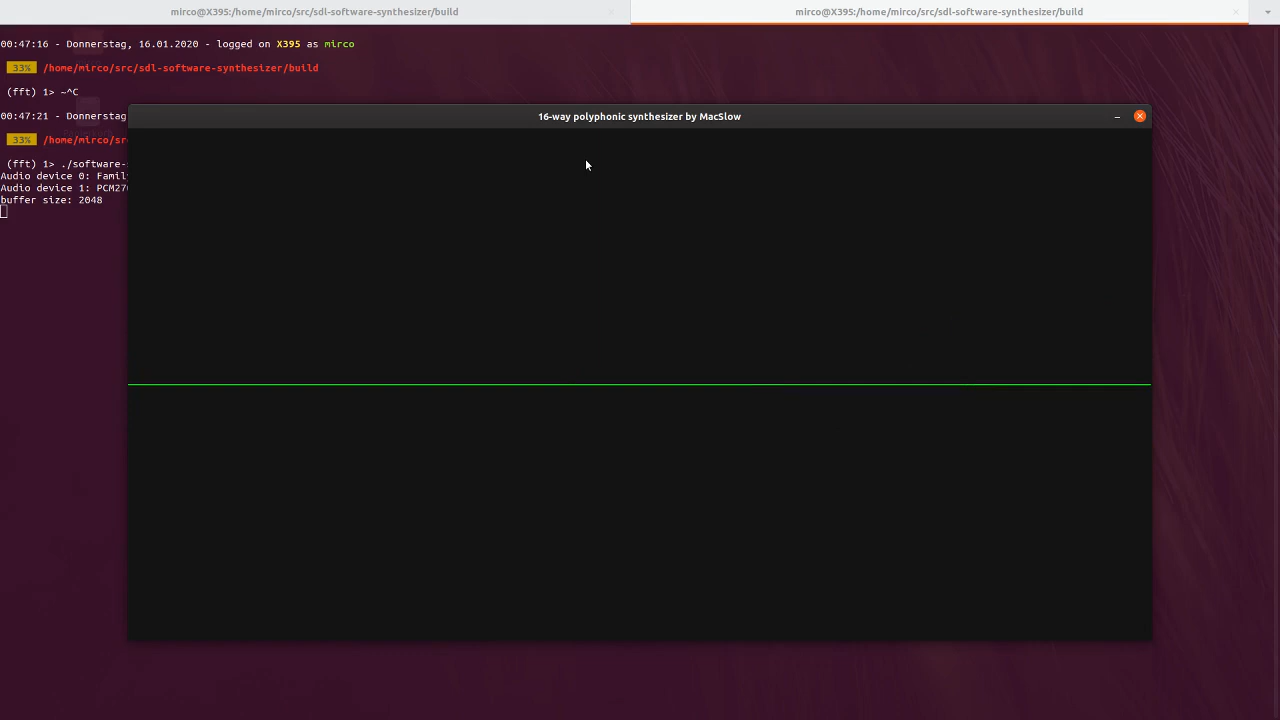 mirco@X395:/home/mirco/src/sdl-software-synthesizer/build
mirco@X395:/home/mirco/src/sdl-software-synthesizer/build
00:47:16 - Donnerstag, 16.01.2020 - logged on X395 as mirco
33% /home/mirco/src/sdl-software-synthesizer/build
(fft) 1> ~^C
00:47:21 - Donnerstag
33% /home/mirco/sr
(fft) 1> ./software-s
Audio device 0: Family
Audio device 1: PCM270
buffer size: 2048
16-way polyphonic synthesizer by MacSlow